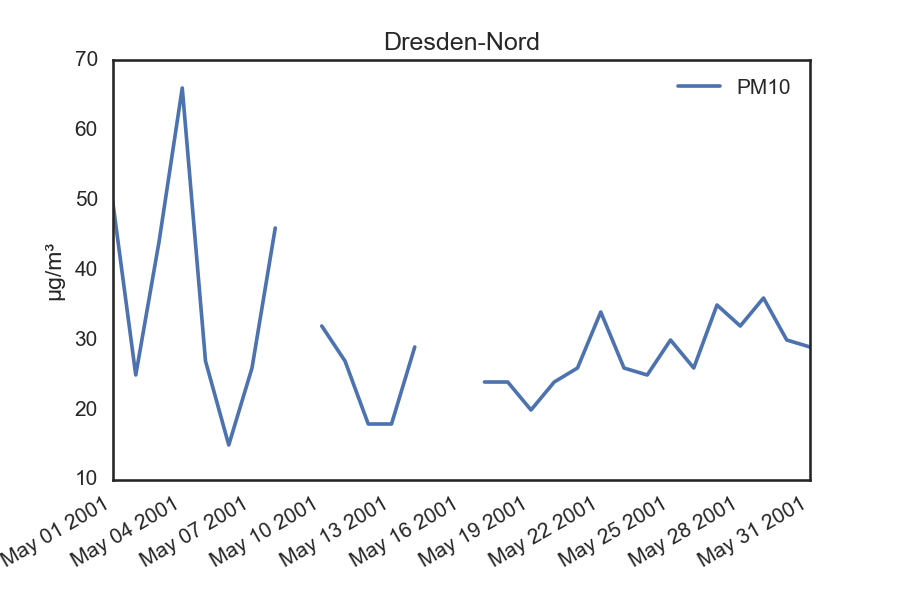 Dresden-Nord
70
60
50
40
30
20
10
µg/m³
PM10
May 01 2001
May 04 2001
May 07 2001
May 10 2001
May 13 2001
May 16 2001
May 19 2001
May 22 2001
May 25 2001
May 28 2001
May 31 2001